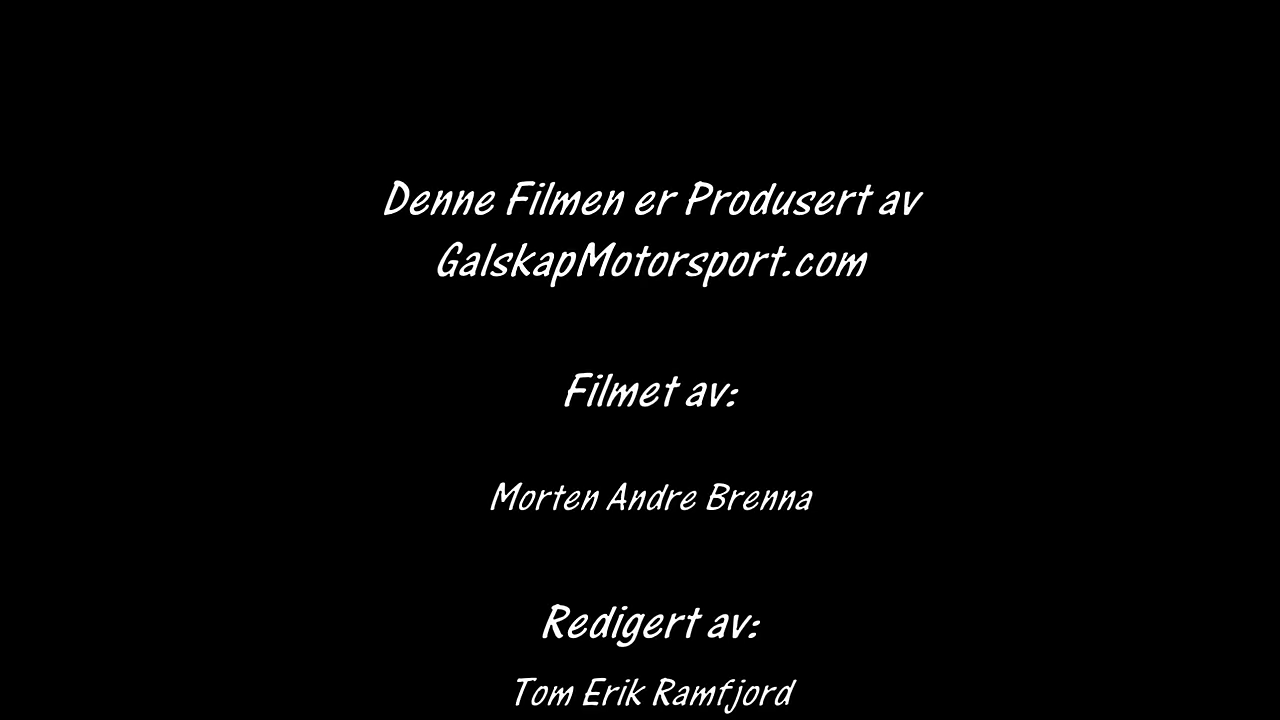 Denne Filmen er Produsert av
GalskapMotorsport.com
Filmet av:
Morten Andre Brenna
Redigert av:
Tom Erik Ramfjord